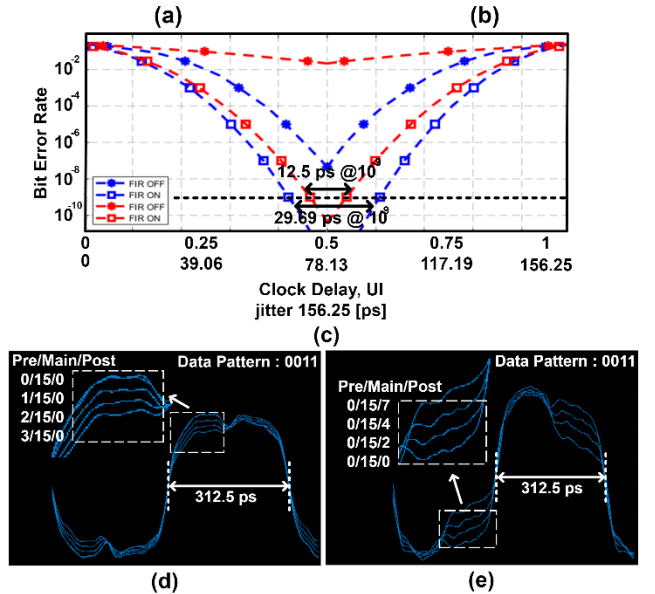 (a)
(b)
Bit Error Rate
10⁻²
10⁻⁴
10⁻⁶
10⁻⁸
10⁻¹⁰
FIR OFF
FIR ON
FIR OFF
FIR ON
12.5 ps @10⁻⁹
29.69 ps @ 10⁻⁹
0 0.25 0.5 0.75 1
0 39.06 78.13 117.19 156.25
Clock Delay, UI
jitter 156.25 [ps]
(c)
Pre/Main/Post
0/15/0
1/15/0
2/15/0
3/15/0
Data Pattern : 0011
312.5 ps
(d)
Data Pattern : 0011
Pre/Main/Post
0/15/7
0/15/4
0/15/2
0/15/0
312.5 ps
(e)